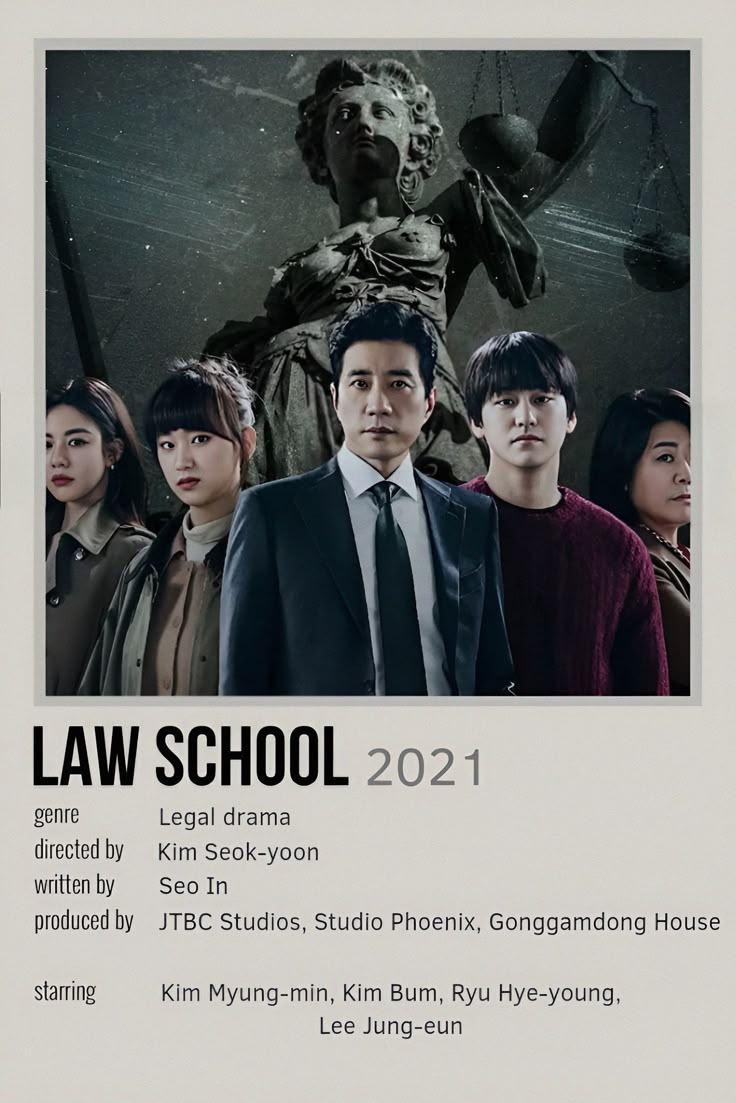 LAW SCHOOL 2021
genre Legal drama
directed by Kim Seok-yoon
written by Seo In
produced by JTBC Studios, Studio Phoenix, Gonggamdong House
starring Kim Myung-min, Kim Bum, Ryu Hye-young,
Lee Jung-eun